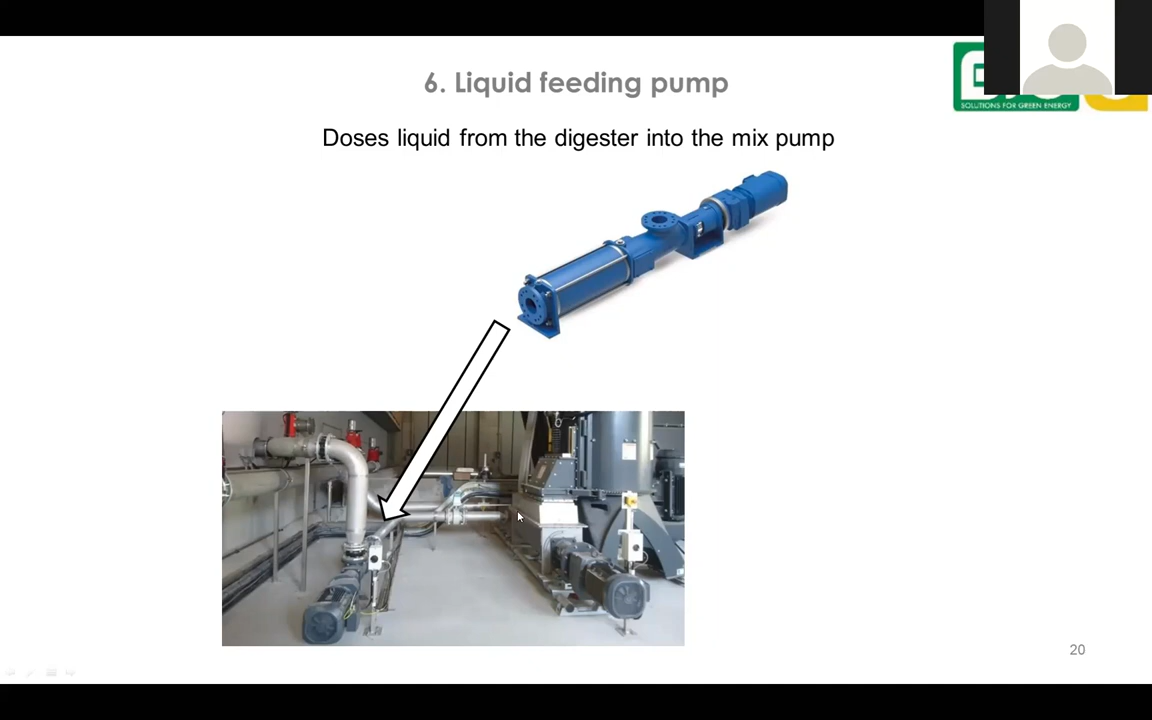 6. Liquid feeding pump
SOLUTIONS FOR GREEN ENERGY
Doses liquid from the digester into the mix pump
20